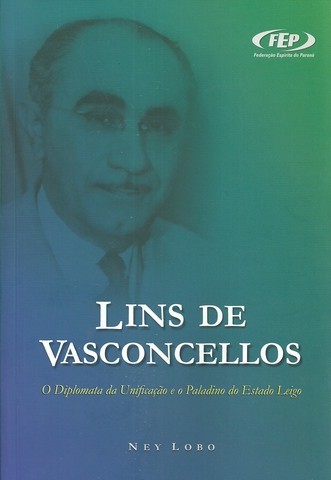 FEP
Federação Espírita do Paraná
LINS DE
VASCONCELLOS
O Diplomata da Unificação e o Paladino do Estado Leigo
NEY LOBO